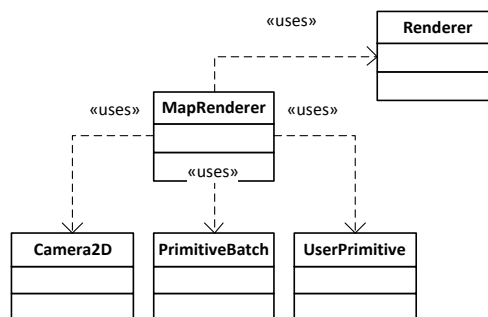 «uses»
Renderer
«uses»
MapRenderer
«uses»
«uses»
Camera2D
PrimitiveBatch
UserPrimitive